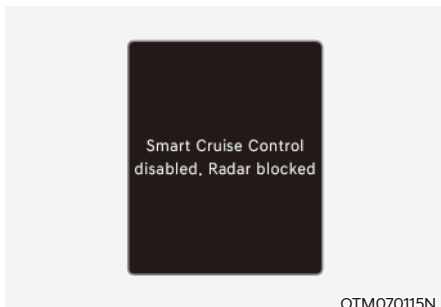 Smart Cruise Control
disabled. Radar blocked
OTM070115N